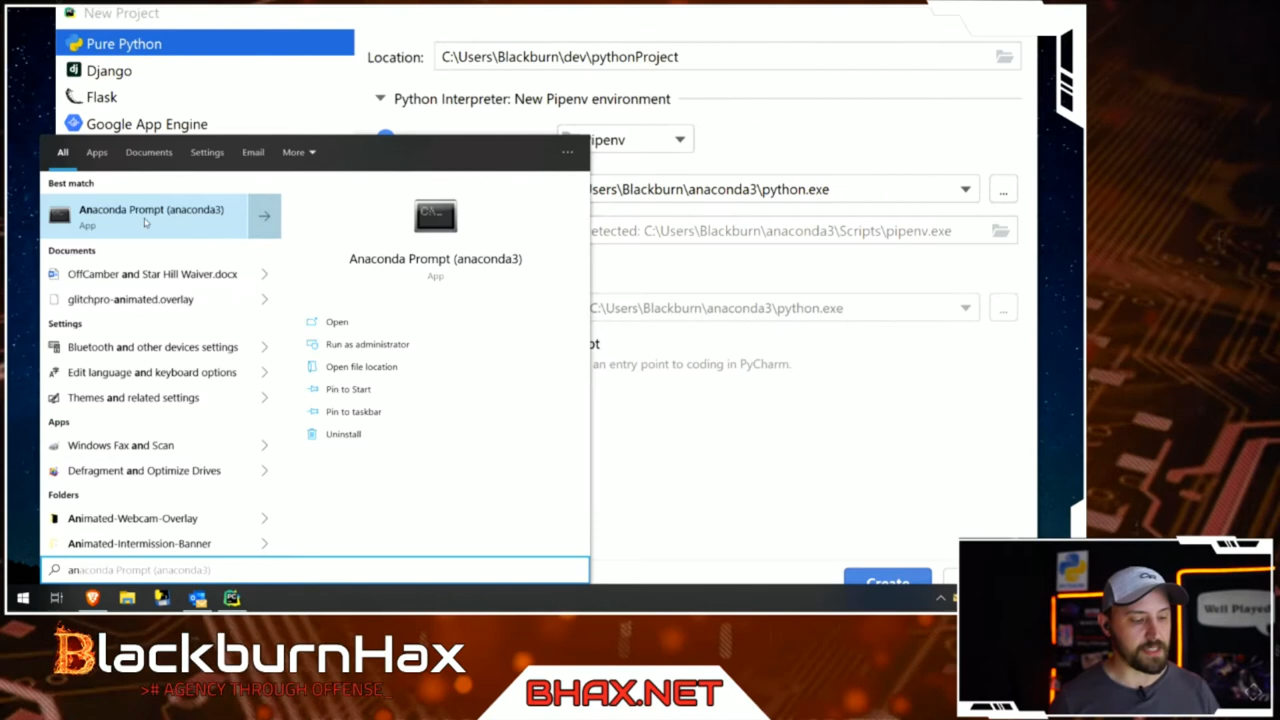 New Project
Pure Python
Django
Flask
Google App Engine
Location:
C:\Users\Blackburn\dev\pythonProject
Python Interpreter: New Pipenv environment
ipenv
sers\Blackburn\anaconda3\python.exe
...
etected: C:\Users\Blackburn\anaconda3\Scripts\pipenv.exe
C:\Users\Blackburn\anaconda3\python.exe
...
pt
an entry point to coding in PyCharm.
Create
All
Apps
Documents
Settings
Email
More
...
Best match
Anaconda Prompt (anaconda3)
App
Documents
OffCamber and Star Hill Waiver.docx
glitchpro-animated.overlay
Settings
Bluetooth and other devices settings
Edit language and keyboard options
Themes and related settings
Apps
Windows Fax and Scan
Defragment and Optimize Drives
Folders
Animated-Webcam-Overlay
Animated-Intermission-Banner
anaconda Prompt (anaconda3)
Anaconda Prompt (anaconda3)
App
Open
Run as administrator
Open file location
Pin to Start
Pin to taskbar
Uninstall
BlackburnHax
># AGENCY THROUGH OFFENSE_
BHAX.NET
Well Played